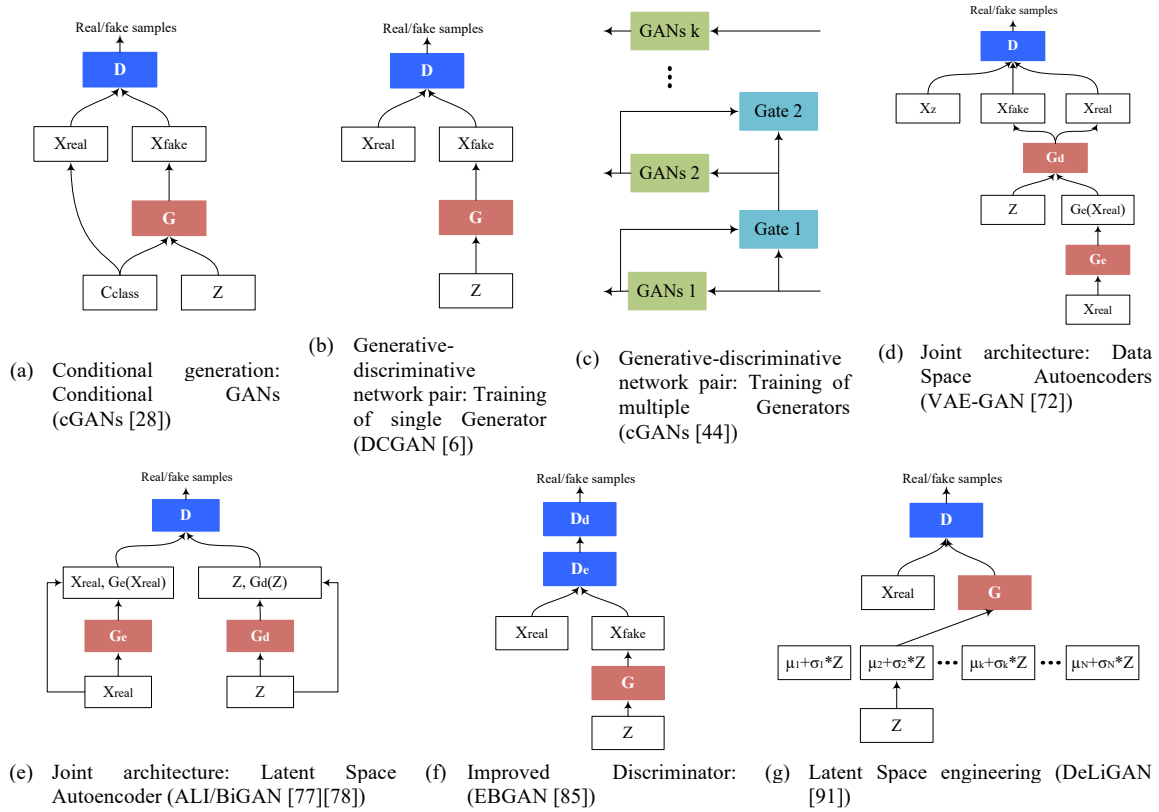 Real/fake samples
D
Xreal
Xfake
G
Cclass
Z
(a) Conditional generation:
Conditional GANs
(cGANs [28])
Real/fake samples
D
Xreal
Xfake
G
Z
(b) Generative-
discriminative
network pair: Training
of single Generator
(DCGAN [6])
GANs k
Gate 2
GANs 2
Gate 1
GANs 1
(c) Generative-discriminative
network pair: Training of
multiple Generators
(cGANs [44])
Real/fake samples
D
Xz
Xfake
Xreal
Gd
Z
Ge(Xreal)
Ge
Xreal
(d) Joint architecture: Data
Space Autoencoders
(VAE-GAN [72])
Real/fake samples
D
Xreal, Ge(Xreal)
Z, Gd(Z)
Ge
Gd
Xreal
Z
(e) Joint architecture: Latent Space
Autoencoder (ALI/BiGAN [77][78])
Real/fake samples
Dd
De
Xreal
Xfake
G
Z
(f) Improved Discriminator:
(EBGAN [85])
Real/fake samples
D
Xreal
G
μ1+σ1*Z
μ2+σ2*Z
μk+σk*Z
μN+σN*Z
Z
(g) Latent Space engineering (DeLiGAN
[91])